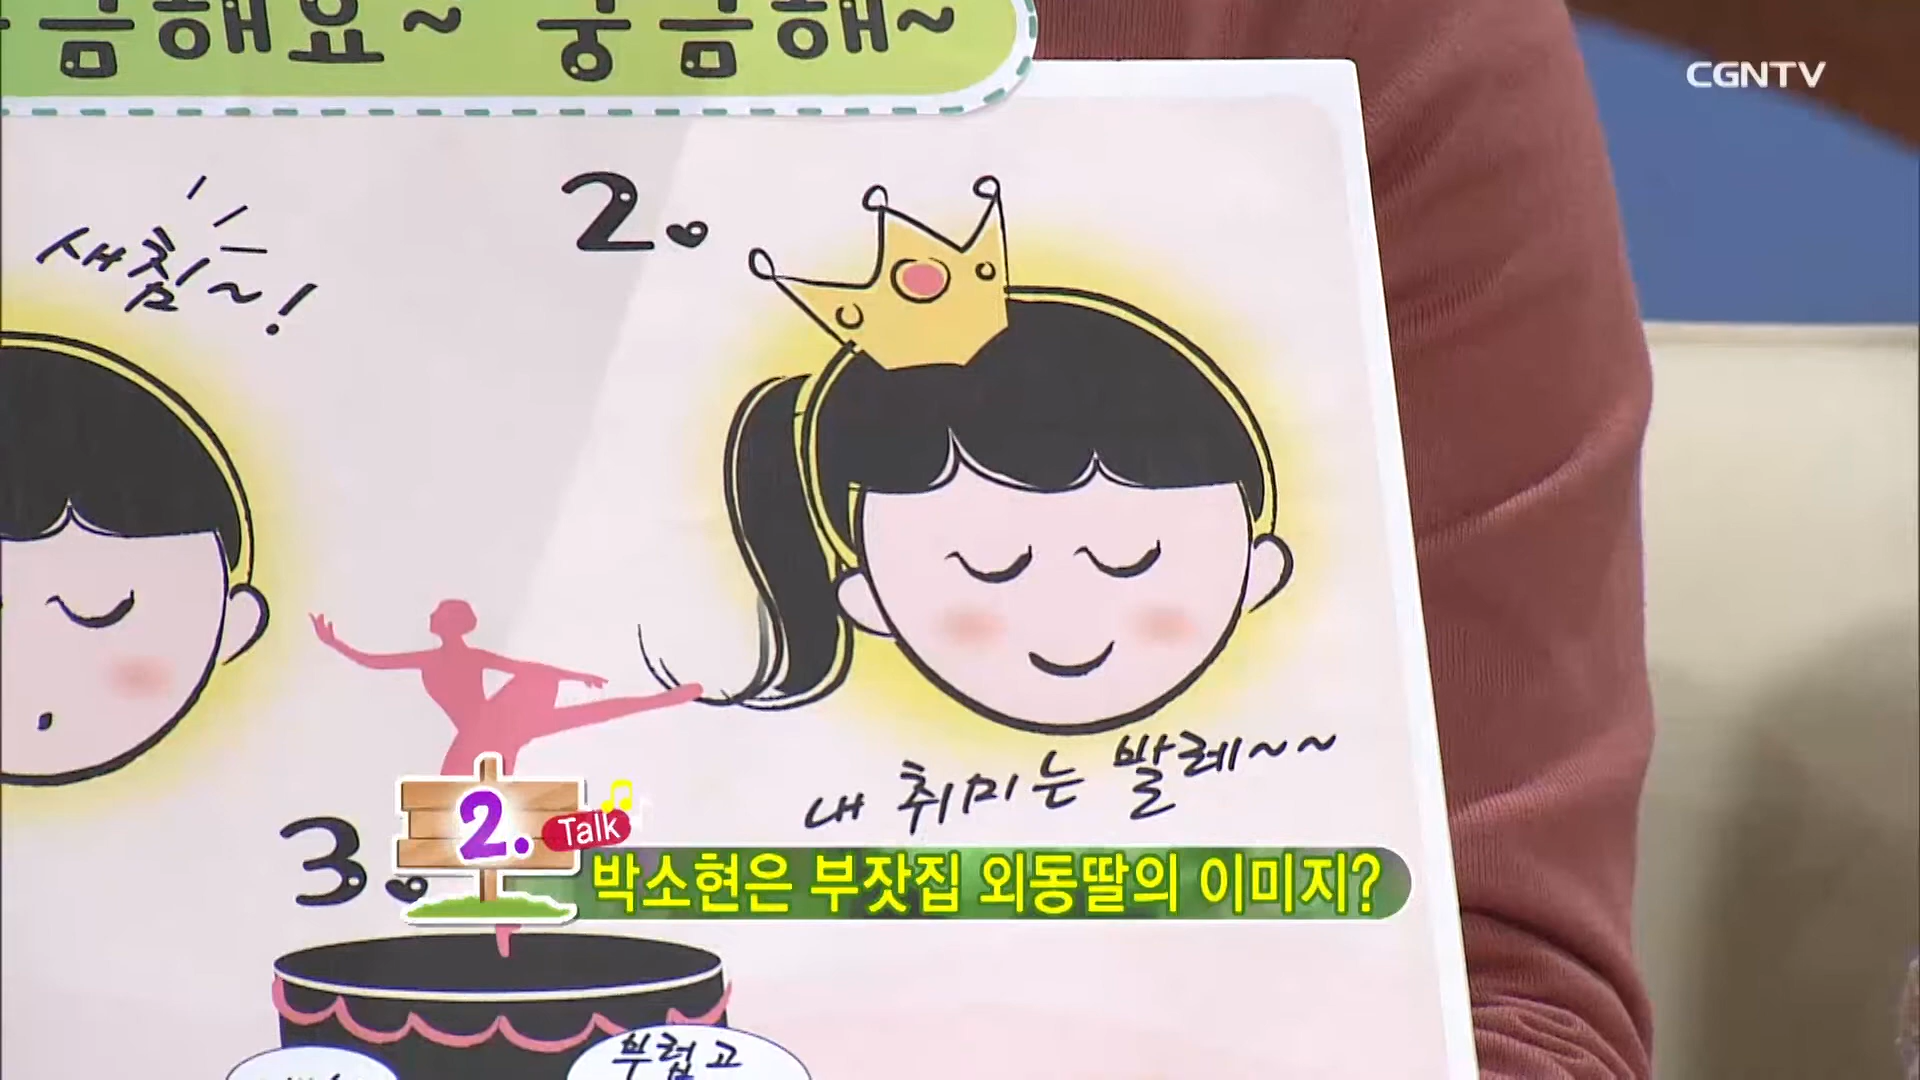 궁금해요~ 궁금해~
CGNTV
새침~!
2.
내 취미는 발레~~
3.
2. Talk
박소현은 부잣집 외동딸의 이미지?
부럽고